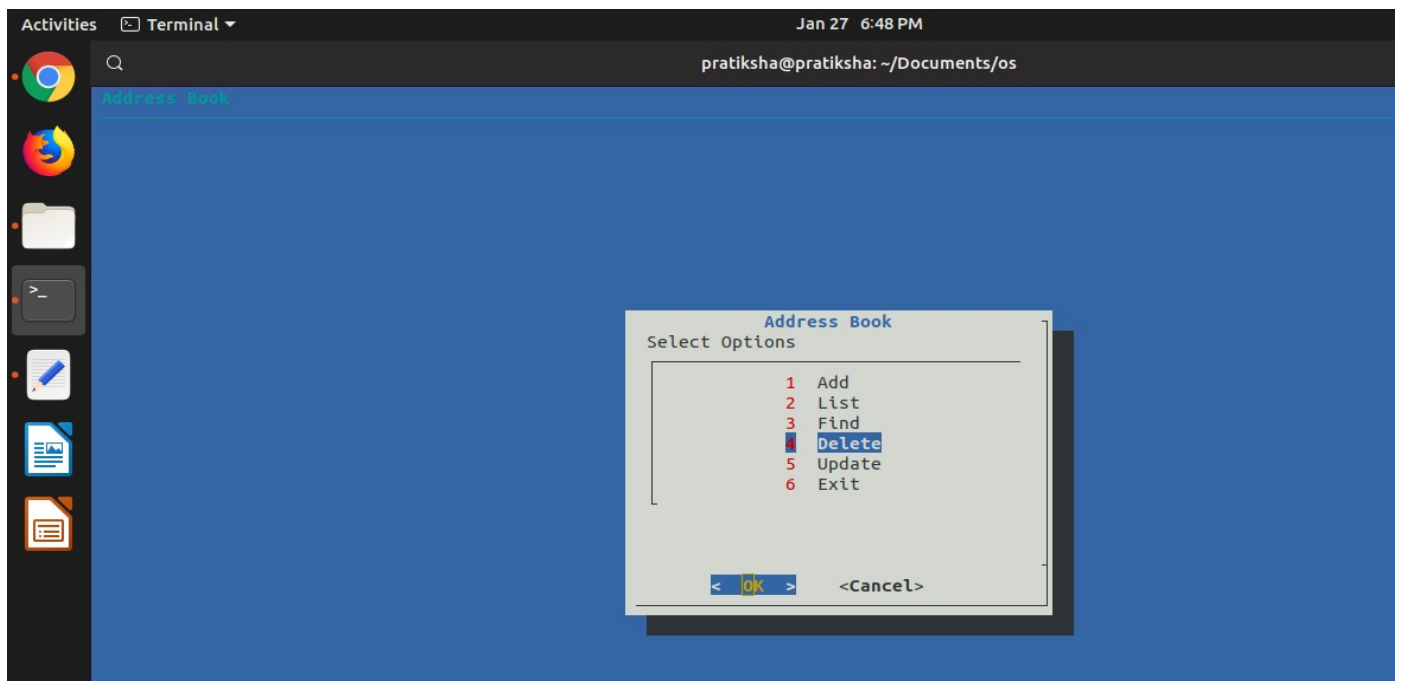 Activities Terminal Jan 27 6:48 PM
pratiksha@pratiksha: ~/Documents/os
Address Book
>_
Address Book
Select Options
1 Add
2 List
3 Find
4 Delete
5 Update
6 Exit
< OK > <Cancel>